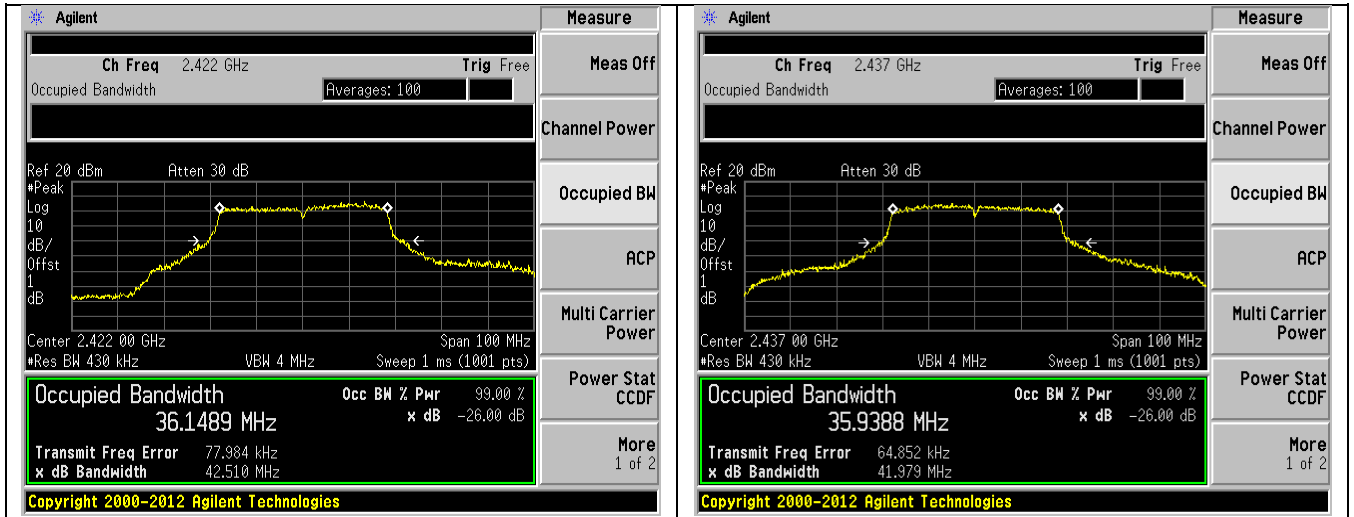 Agilent
Measure
Ch Freq 2.422 GHz Trig Free
Meas Off
Occupied Bandwidth
Averages: 100
Channel Power
Ref 20 dBm Atten 30 dB
#Peak
Log
10
dB/
Offst
1
dB
Occupied BW
ACP
Multi Carrier
Power
Center 2.422 00 GHz Span 100 MHz
#Res BW 430 kHz VBW 4 MHz Sweep 1 ms (1001 pts)
Power Stat
CCDF
Occupied Bandwidth
36.1489 MHz
Occ BW % Pwr 99.00 %
x dB -26.00 dB
Transmit Freq Error 77.984 kHz
x dB Bandwidth 42.510 MHz
More
1 of 2
Copyright 2000-2012 Agilent Technologies
Agilent
Measure
Ch Freq 2.437 GHz Trig Free
Meas Off
Occupied Bandwidth
Averages: 100
Channel Power
Ref 20 dBm Atten 30 dB
#Peak
Log
10
dB/
Offst
1
dB
Occupied BW
ACP
Multi Carrier
Power
Center 2.437 00 GHz Span 100 MHz
#Res BW 430 kHz VBW 4 MHz Sweep 1 ms (1001 pts)
Power Stat
CCDF
Occupied Bandwidth
35.9388 MHz
Occ BW % Pwr 99.00 %
x dB -26.00 dB
Transmit Freq Error 64.852 kHz
x dB Bandwidth 41.979 MHz
More
1 of 2
Copyright 2000-2012 Agilent Technologies